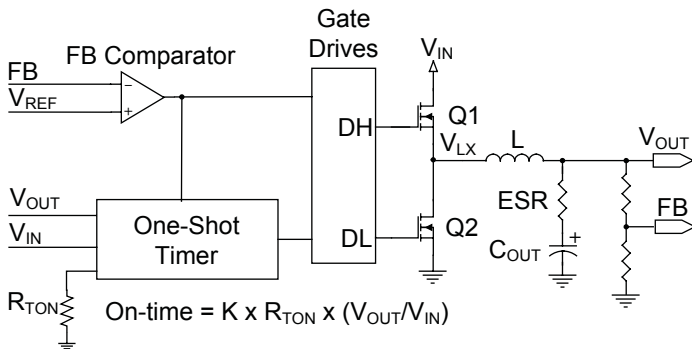 Gate
Drives
FB Comparator
FB
V_REF
−
+
V_IN
DH
Q1
V_LX
L
V_OUT
V_OUT
V_IN
One-Shot
Timer
DL
Q2
ESR
FB
C_OUT
+
R_TON
On-time = K x R_TON x (V_OUT/V_IN)